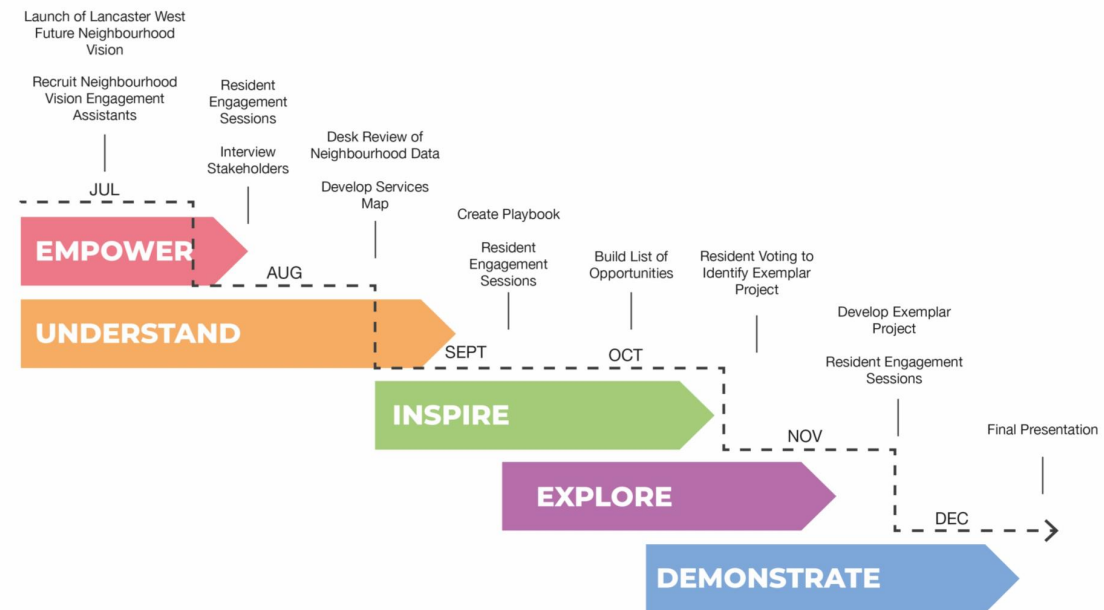 Launch of Lancaster West
Future Neighbourhood
Vision
Recruit Neighbourhood
Vision Engagement
Assistants
JUL
EMPOWER
Resident
Engagement
Sessions
Interview
Stakeholders
AUG
UNDERSTAND
Desk Review of
Neighbourhood Data
Develop Services
Map
SEPT
Create Playbook
Resident
Engagement
Sessions
INSPIRE
Build List of
Opportunities
OCT
Resident Voting to
Identify Exemplar
Project
NOV
EXPLORE
Develop Exemplar
Project
Resident Engagement
Sessions
Final Presentation
DEC
DEMONSTRATE